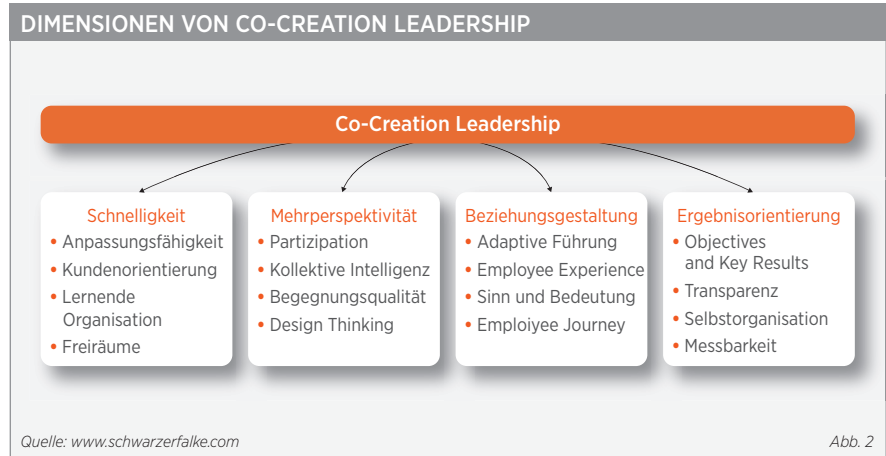 DIMENSIONEN VON CO-CREATION LEADERSHIP
Co-Creation Leadership
Schnelligkeit
• Anpassungsfähigkeit
• Kundenorientierung
• Lernende
Organisation
• Freiräume
Mehrperspektivität
• Partizipation
• Kollektive Intelligenz
• Begegnungsqualität
• Design Thinking
Beziehungsgestaltung
• Adaptive Führung
• Employee Experience
• Sinn und Bedeutung
• Emploiyee Journey
Ergebnisorientierung
• Objectives
and Key Results
• Transparenz
• Selbstorganisation
• Messbarkeit
Quelle: www.schwarzerfalke.com
Abb. 2